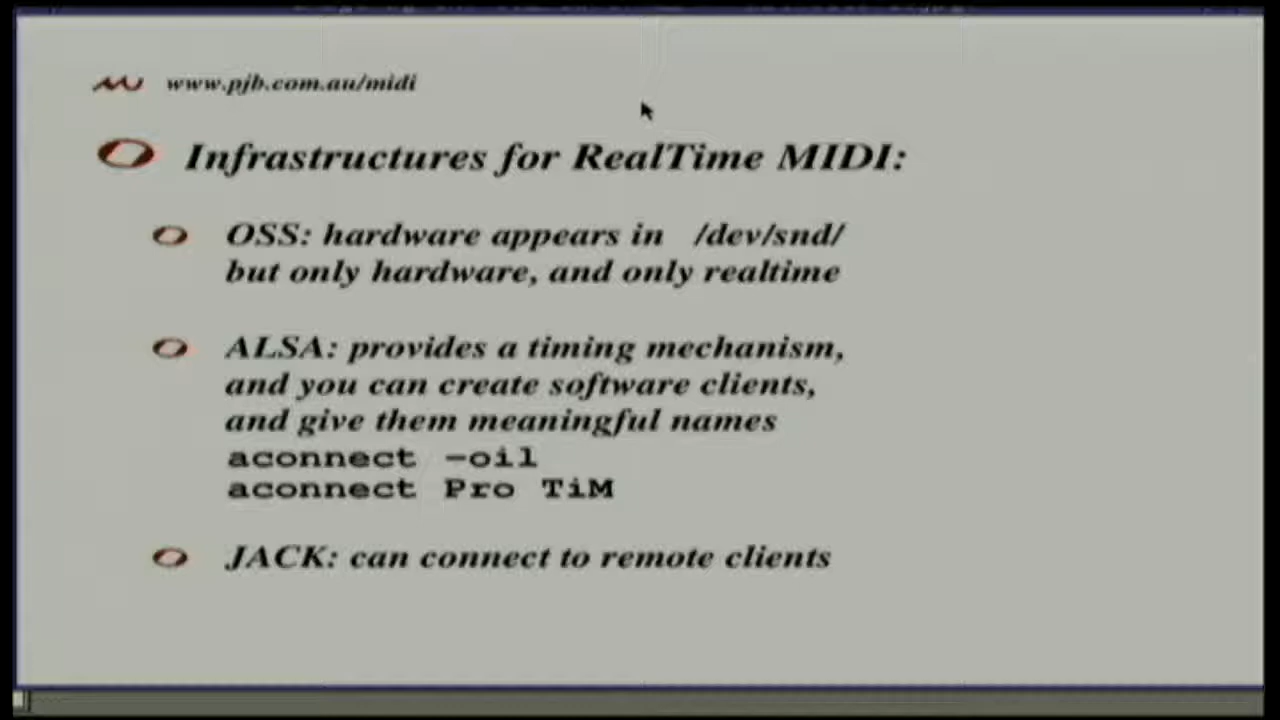 www.pjb.com.au/midi
Infrastructures for RealTime MIDI:
OSS: hardware appears in /dev/snd/
but only hardware, and only realtime
ALSA: provides a timing mechanism,
and you can create software clients,
and give them meaningful names
aconnect -oil
aconnect Pro TiM
JACK: can connect to remote clients